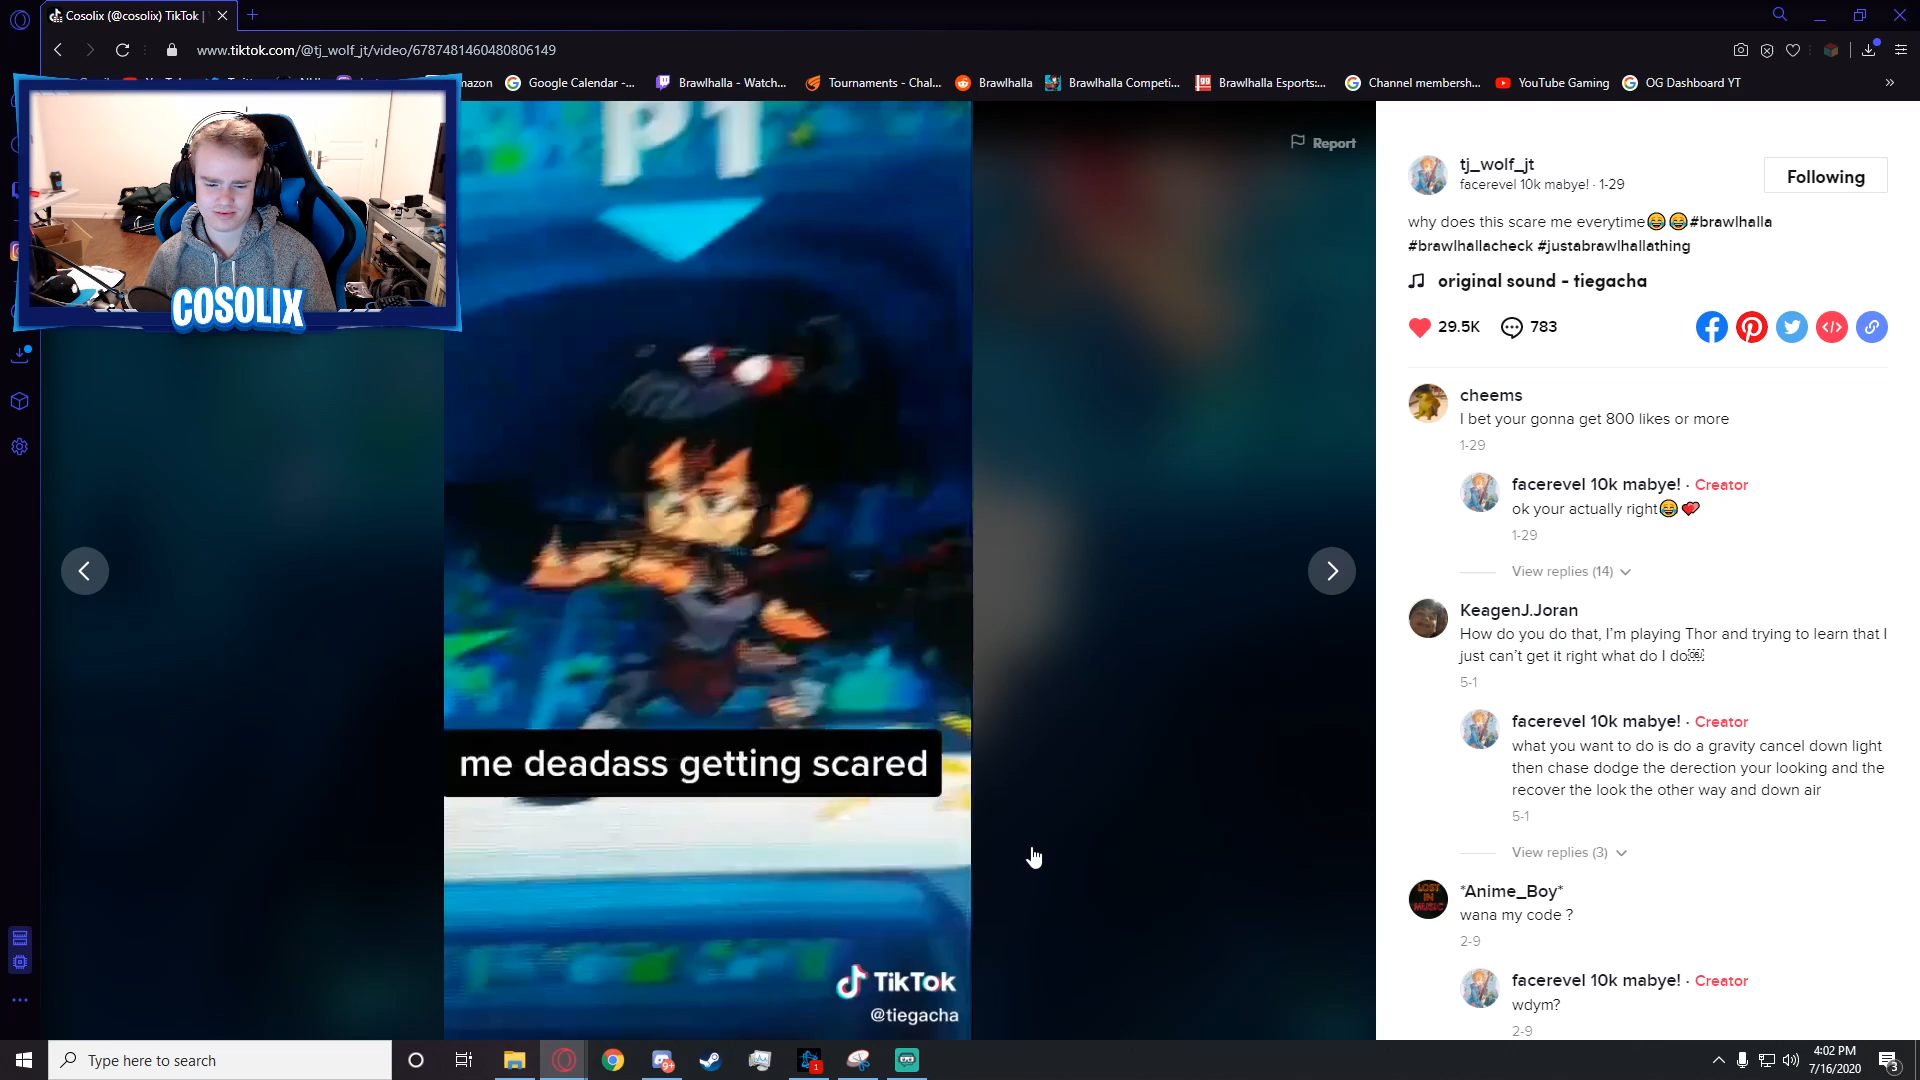 Cosolix (@cosolix) TikTok |
www.tiktok.com/@tj_wolf_jt/video/6787481460480806149
mazon
Google Calendar -...
Brawlhalla - Watch...
Tournaments - Chal...
Brawlhalla
Brawlhalla Competi...
Brawlhalla Esports:...
Channel membersh...
YouTube Gaming
OG Dashboard YT
COSOLIX
P1
Report
me deadass getting scared
TikTok
@tiegacha
tj_wolf_jt
facerevel 10k mabye! · 1-29
Following
why does this scare me everytime😂😂#brawlhalla
#brawlhallacheck #justabrawlhallathing
original sound - tiegacha
29.5K
783
cheems
I bet your gonna get 800 likes or more
1-29
facerevel 10k mabye! · Creator
ok your actually right😂💕
1-29
View replies (14)
KeagenJ.Joran
How do you do that, I'm playing Thor and trying to learn that I
just can't get it right what do I do
5-1
facerevel 10k mabye! · Creator
what you want to do is do a gravity cancel down light
then chase dodge the derection your looking and the
recover the look the other way and down air
5-1
View replies (3)
LOST
IN
MUSIC
*Anime_Boy*
wana my code ?
2-9
facerevel 10k mabye! · Creator
wdym?
2-9
Type here to search
9+
1
4:02 PM
7/16/2020
3